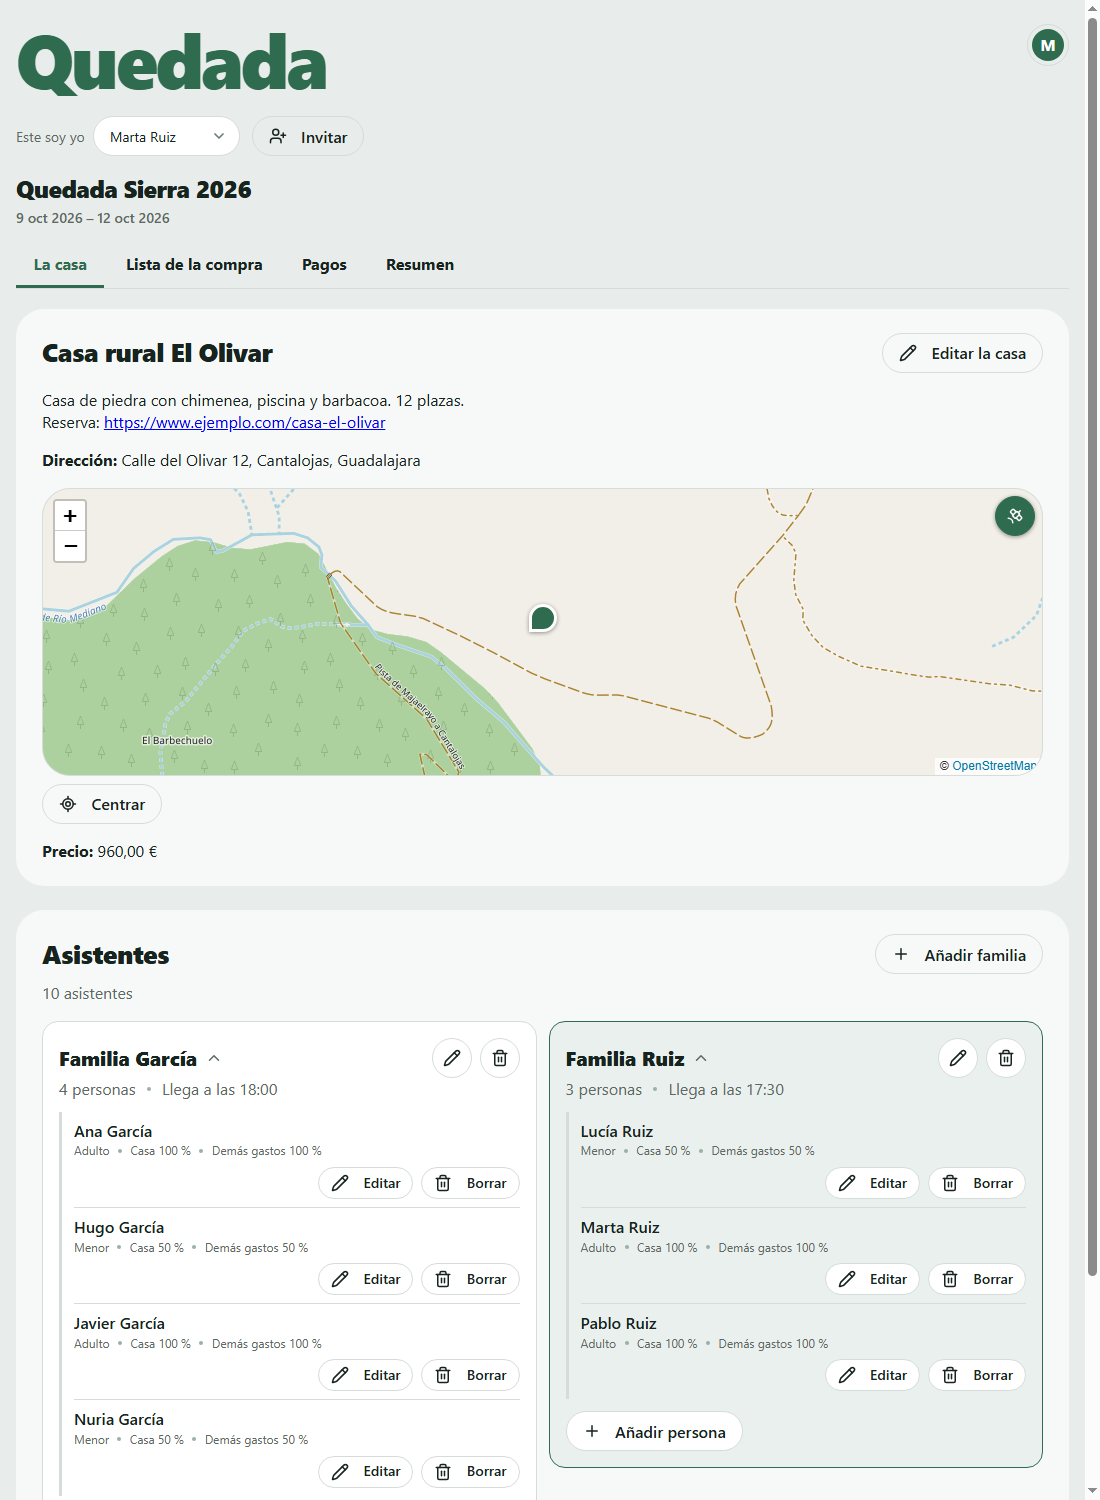 Quedada
M
Este soy yo
Marta Ruiz
Invitar
Quedada Sierra 2026
9 oct 2026 – 12 oct 2026
La casa
Lista de la compra
Pagos
Resumen
Casa rural El Olivar
Editar la casa
Casa de piedra con chimenea, piscina y barbacoa. 12 plazas.
Reserva: https://www.ejemplo.com/casa-el-olivar
Dirección: Calle del Olivar 12, Cantalojas, Guadalajara
+
−
de Río Mediano
Pista de Majaelrayo a Cantalojas
El Barbechuelo
© OpenStreetMap
Centrar
Precio: 960,00 €
Asistentes
Añadir familia
10 asistentes
Familia García
4 personas • Llega a las 18:00
Ana García
Adulto • Casa 100 % • Demás gastos 100 %
Editar
Borrar
Hugo García
Menor • Casa 50 % • Demás gastos 50 %
Editar
Borrar
Javier García
Adulto • Casa 100 % • Demás gastos 100 %
Editar
Borrar
Nuria García
Menor • Casa 50 % • Demás gastos 50 %
Editar
Borrar
Familia Ruiz
3 personas • Llega a las 17:30
Lucía Ruiz
Menor • Casa 50 % • Demás gastos 50 %
Editar
Borrar
Marta Ruiz
Adulto • Casa 100 % • Demás gastos 100 %
Editar
Borrar
Pablo Ruiz
Adulto • Casa 100 % • Demás gastos 100 %
Editar
Borrar
Añadir persona